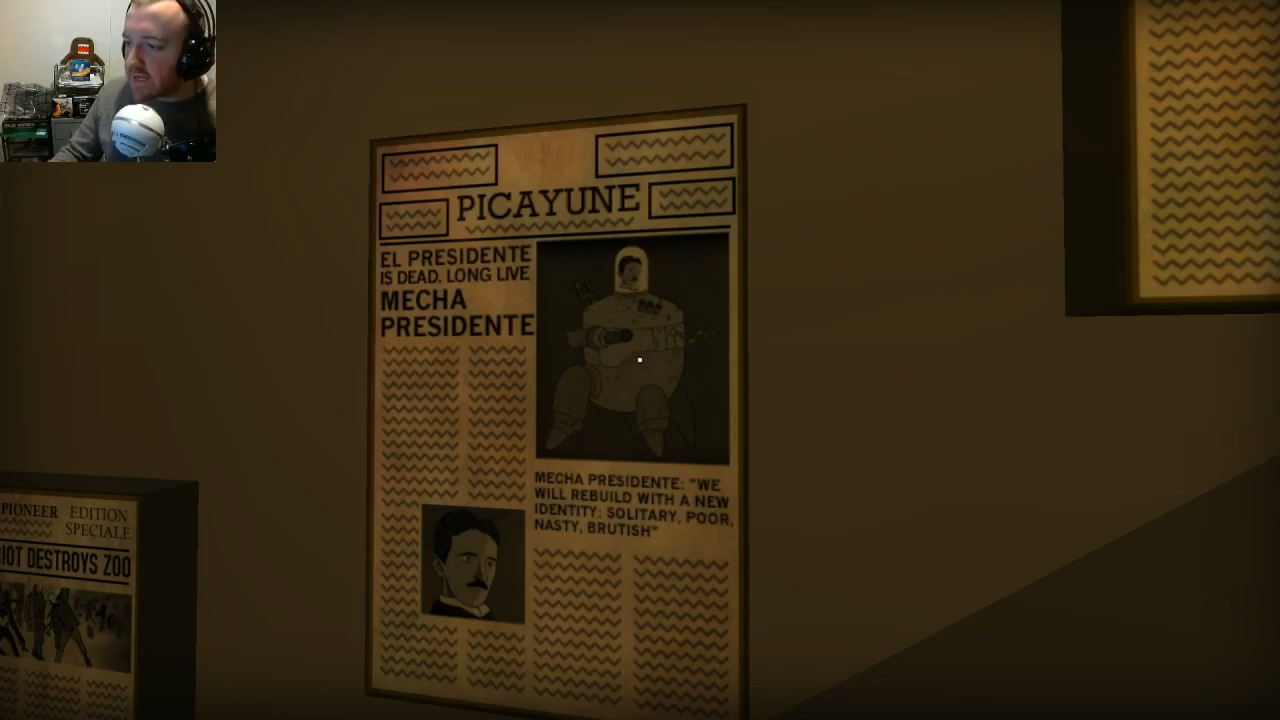 PICAYUNE
EL PRESIDENTE
IS DEAD. LONG LIVE
MECHA
PRESIDENTE
MECHA PRESIDENTE: "WE
WILL REBUILD WITH A NEW
IDENTITY: SOLITARY, POOR,
NASTY, BRUTISH"
PIONEER EDITION
SPECIALE
RIOT DESTROYS ZOO